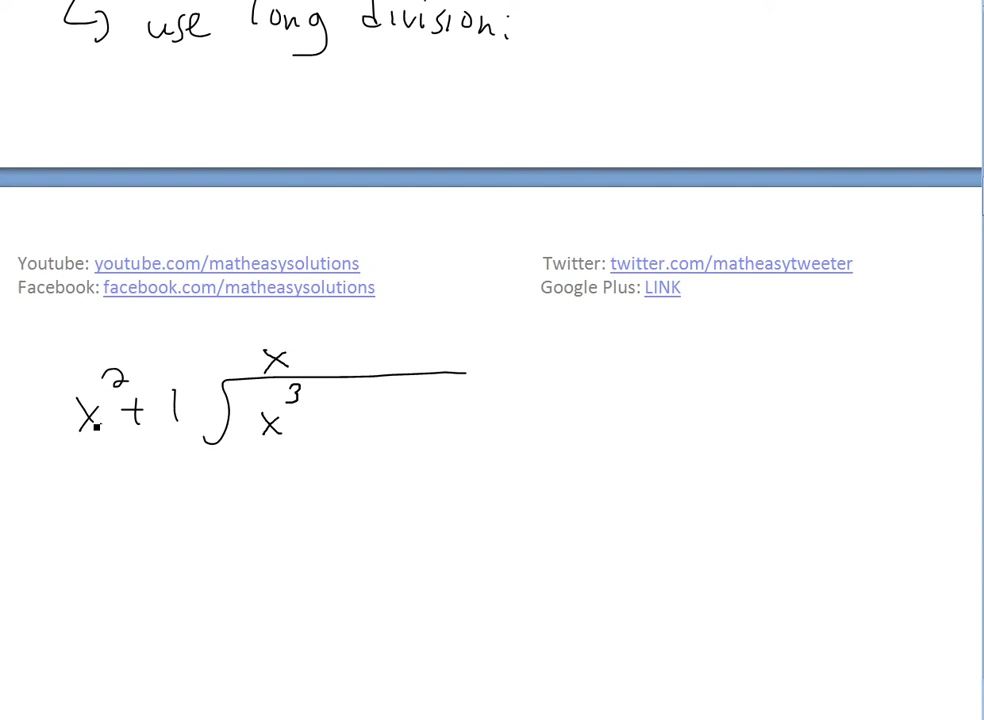 ↳ use long division:
Youtube: youtube.com/matheasysolutions Twitter: twitter.com/matheasytweeter
Facebook: facebook.com/matheasysolutions Google Plus: LINK
x
x² + 1 x³